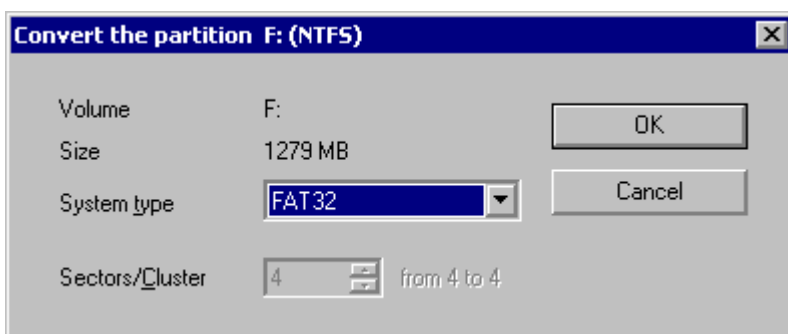 Convert the partition F: (NTFS)
Volume F:
OK
Size 1279 MB
System type FAT32
Cancel
Sectors/Cluster 4 from 4 to 4